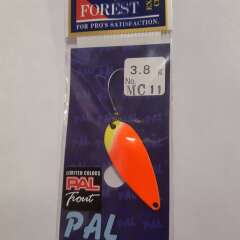 FOREST
FOR PRO'S SATISFACTION.
3.8 g
No.
MC 11
LIMITED COLORS
PAL
Trout
PAL